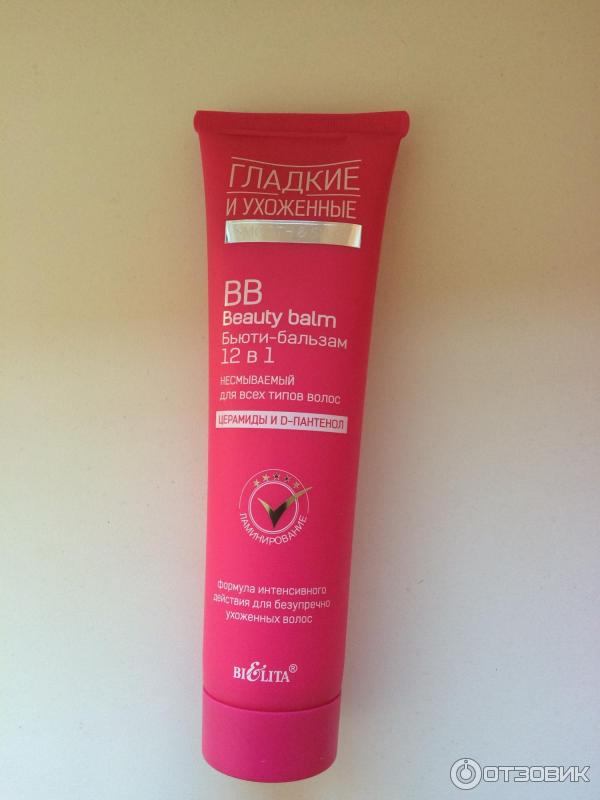 ГЛАДКИЕ
И УХОЖЕННЫЕ
BB
Beauty balm
Бьюти-бальзам
12 в 1
НЕСМЫВАЕМЫЙ
для всех типов волос
ЦЕРАМИДЫ И D-ПАНТЕНОЛ
ЛАМИНИРОВАНИЕ
формула интенсивного
действия для безупречно
ухоженных волос
BIELITA®
ОТЗОВИК